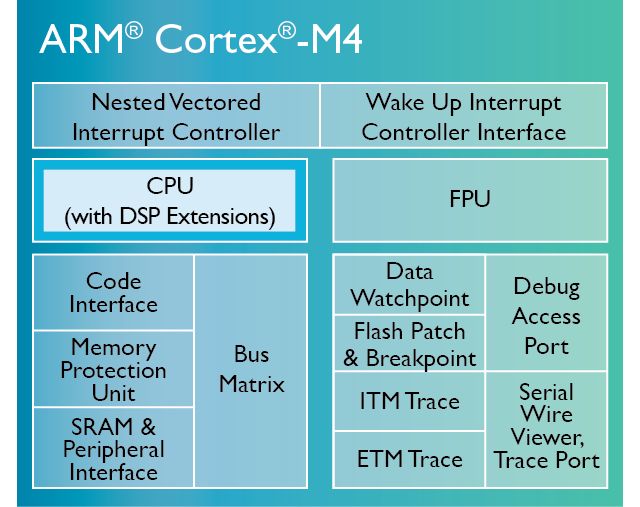 ARM® Cortex®-M4
Nested Vectored
Interrupt Controller
Wake Up Interrupt
Controller Interface
CPU
(with DSP Extensions)
FPU
Code
Interface
Memory
Protection
Unit
SRAM &
Peripheral
Interface
Bus
Matrix
Data
Watchpoint
Flash Patch
& Breakpoint
ITM Trace
ETM Trace
Debug
Access
Port
Serial
Wire
Viewer,
Trace Port